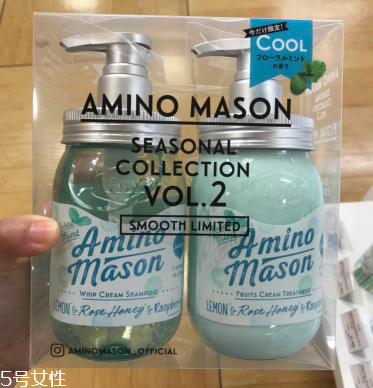 今だけ限定!
COOL
フローラルミント
の香り
AMINO MASON
SEASONAL
COLLECTION
VOL.2
SMOOTH LIMITED
Mint
Amino
Mason
WHIP CREAM SHAMPOO
LEMON & Rose Honey & Raspberry
Amino
Mason
FRUITS CREAM TREATMENT
LEMON & Rose Honey & Raspb
AMINOMASON_OFFICIAL
5号女性